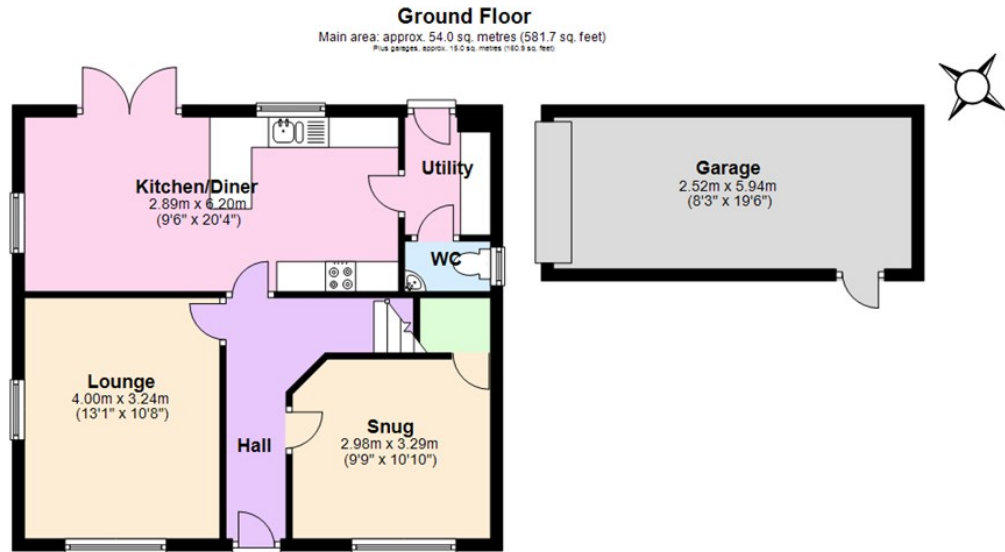 Ground Floor
Main area: approx. 54.0 sq. metres (581.7 sq. feet)
Plus garages, approx. 15.0 sq. metres (160.9 sq. feet)
Kitchen/Diner
2.89m x 6.20m
(9'6" x 20'4")
Utility
Garage
2.52m x 5.94m
(8'3" x 19'6")
WC
Lounge
4.00m x 3.24m
(13'1" x 10'8")
Hall
Snug
2.98m x 3.29m
(9'9" x 10'10")